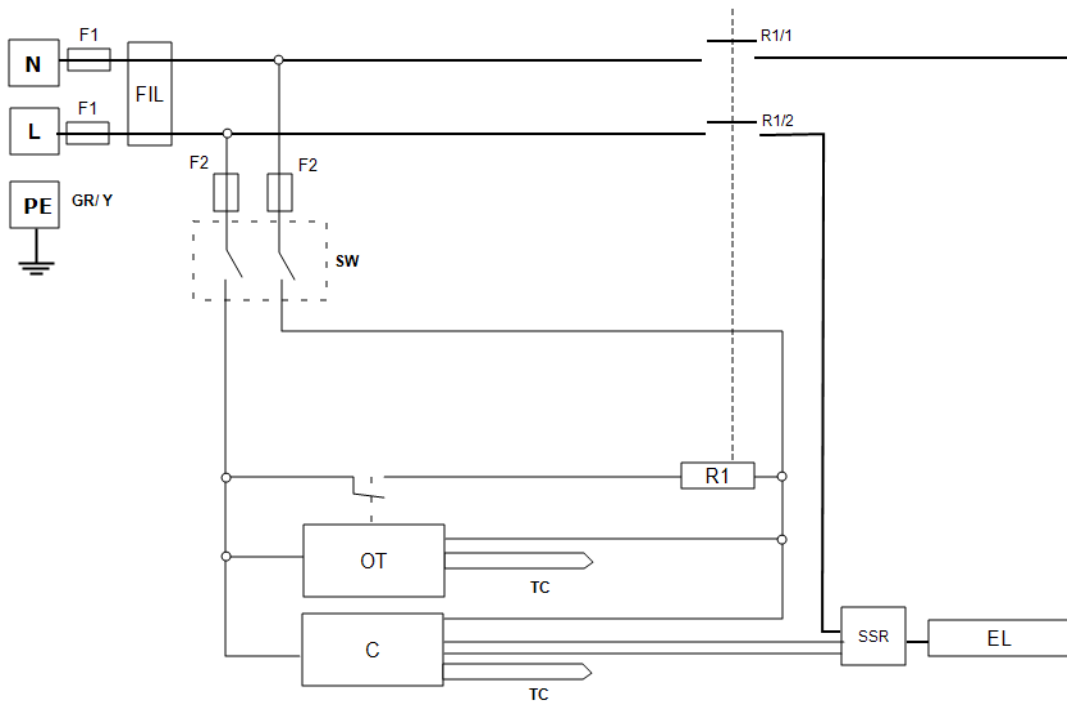 F1
N
FIL
R1/1
F1
L
R1/2
F2
F2
PE
GR/ Y
SW
R1
OT
TC
C
SSR
EL
TC